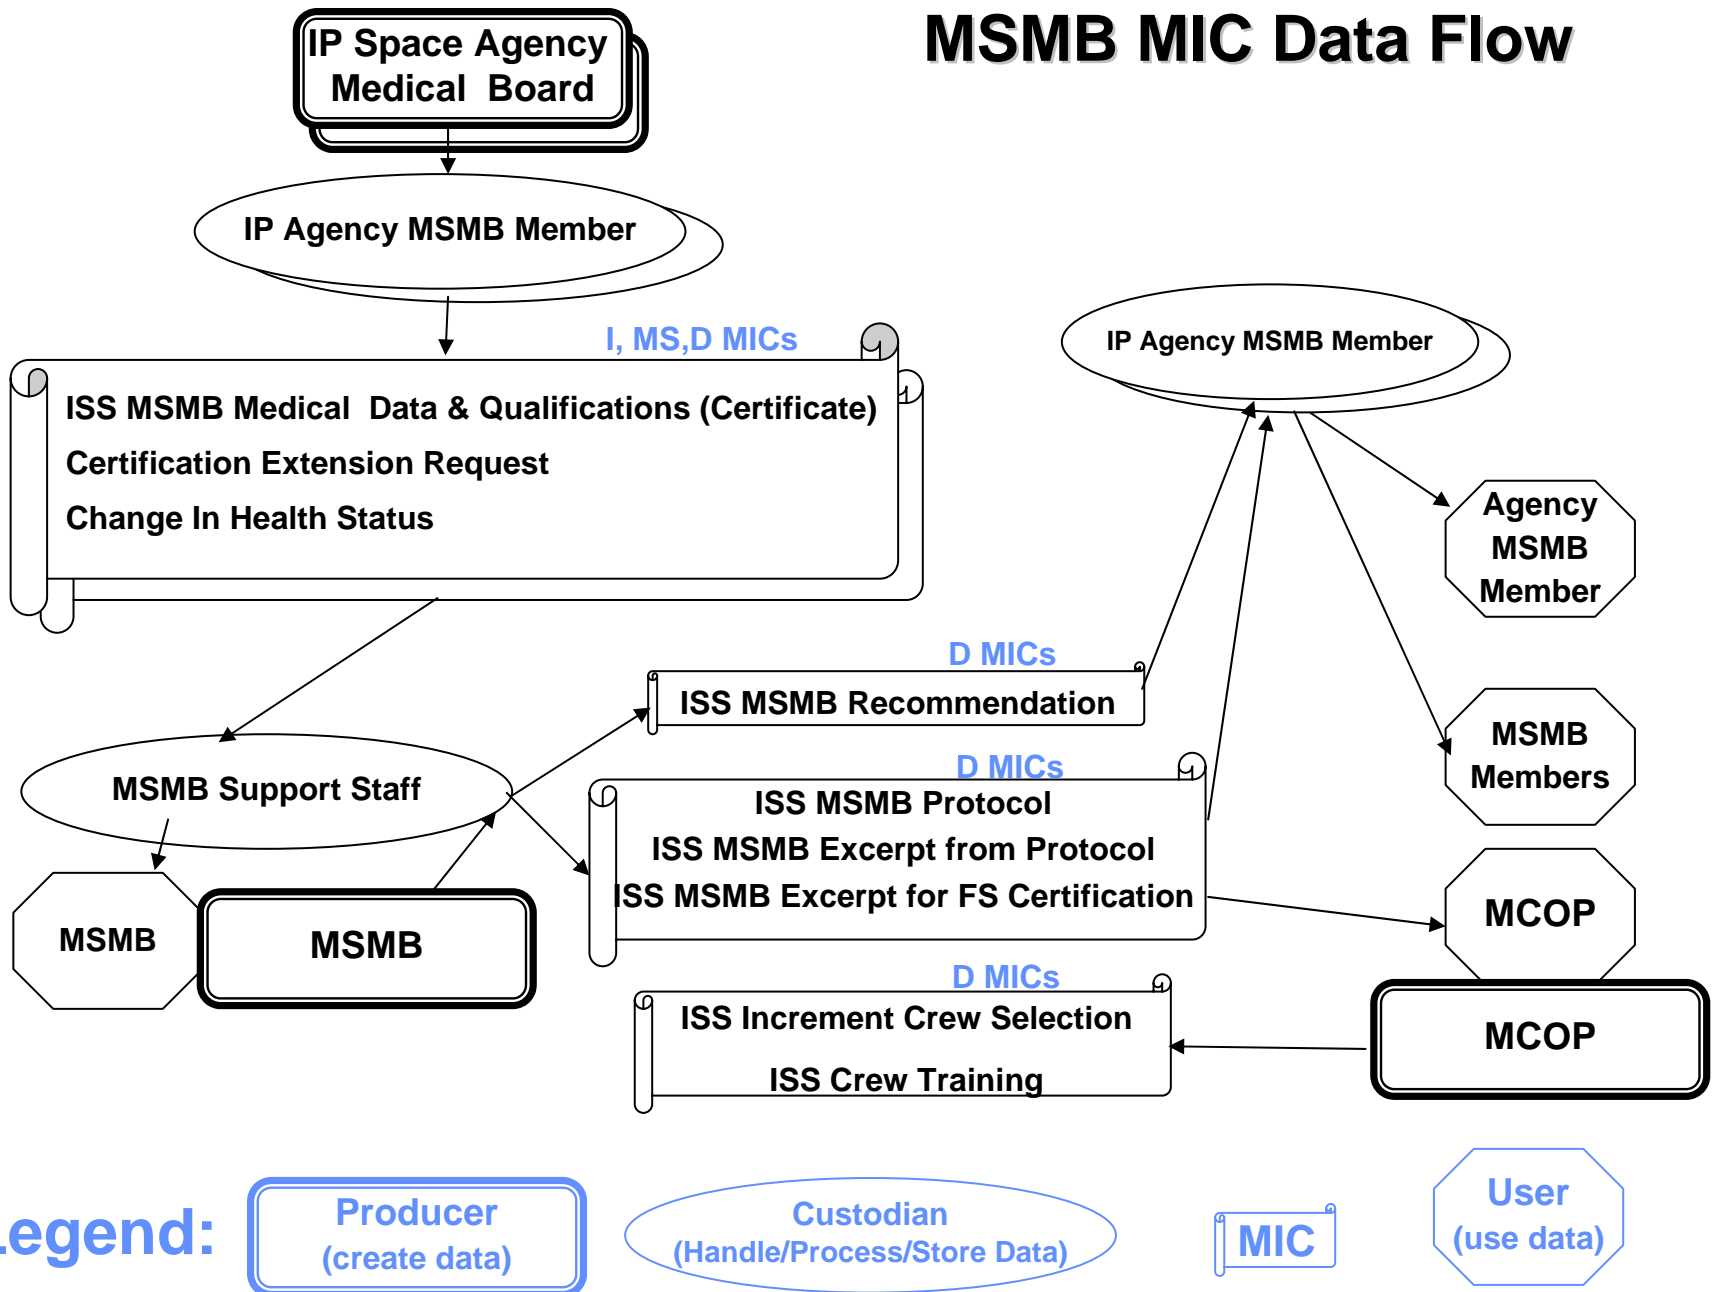 MSMB MIC Data Flow
IP Space Agency
Medical Board
IP Agency MSMB Member
I, MS,D MICs
ISS MSMB Medical Data & Qualifications (Certificate)
Certification Extension Request
Change In Health Status
IP Agency MSMB Member
Agency
MSMB
Member
D MICs
ISS MSMB Recommendation
MSMB
Members
MSMB Support Staff
D MICs
ISS MSMB Protocol
ISS MSMB Excerpt from Protocol
ISS MSMB Excerpt for FS Certification
MSMB
MSMB
MCOP
D MICs
ISS Increment Crew Selection
ISS Crew Training
MCOP
Legend:
Producer
(create data)
Custodian
(Handle/Process/Store Data)
MIC
User
(use data)